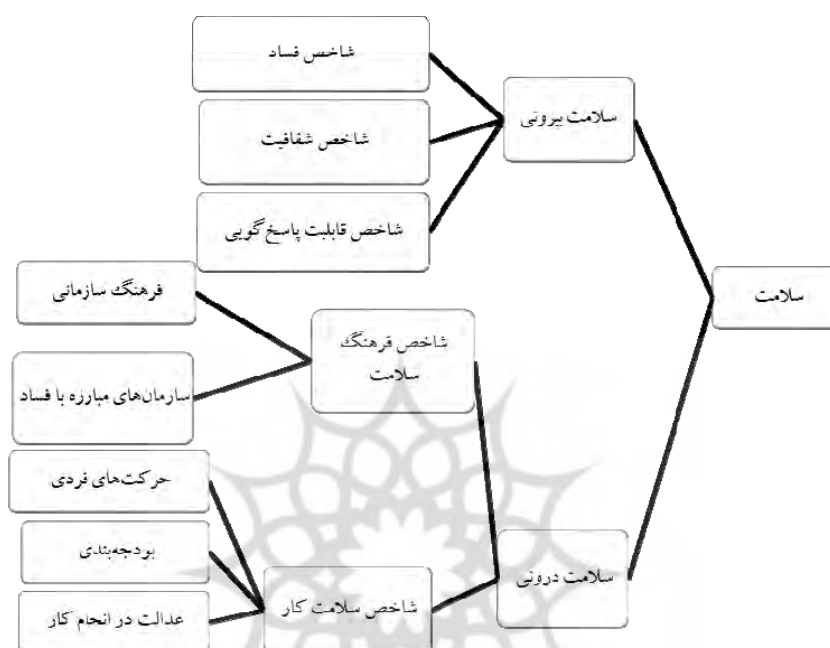 سلامت
سلامت بیرونی
شاخص فساد
شاخص شفافیت
شاخص قابلیت پاسخ‌گویی
سلامت درونی
شاخص فرهنگ
سلامت
فرهنگ سازمانی
سازمان‌های مبارزه با فساد
شاخص سلامت کار
حرکت‌های فردی
بودجه‌بندی
عدالت در انجام کار